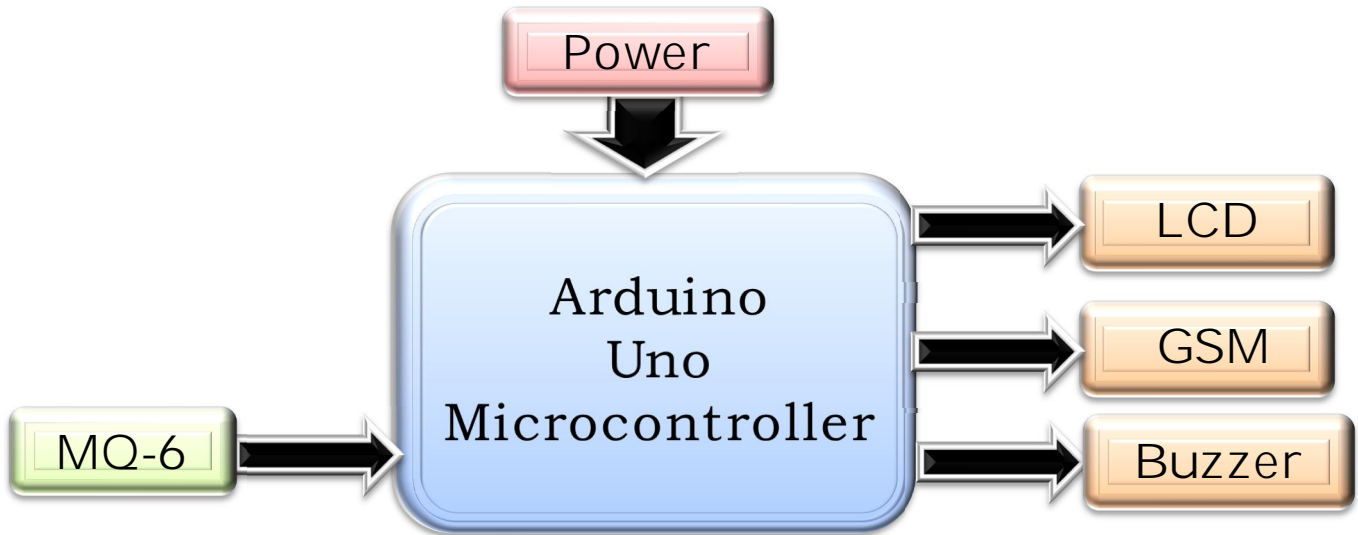 Power
LCD
Arduino
Uno
Microcontroller
GSM
MQ-6
Buzzer